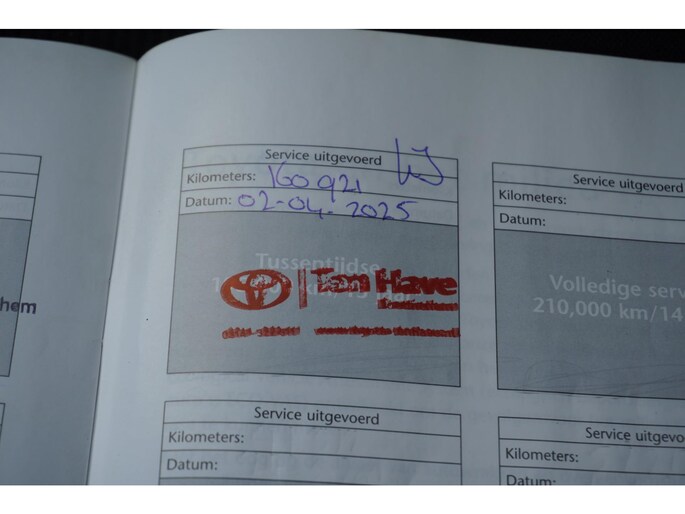 Service uitgevoerd
Kilometers: 160 921
Datum: 02-04-2025
Tussentijdse
Ten Have
hem
Service uitgevoerd
Kilometers:
Datum:
Volledige serv
210,000 km/14
Service uitgevoerd
Kilometers:
Datum:
Service uitgevo
Kilometers:
Datum: